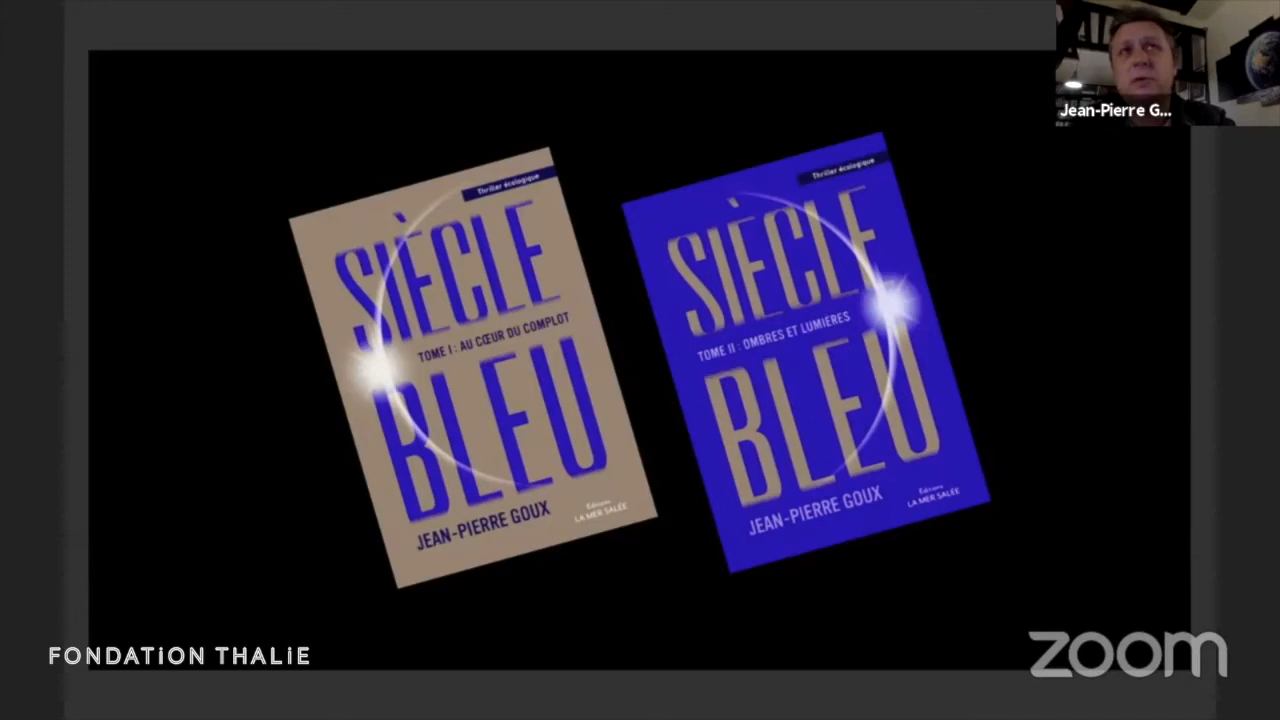 Jean-Pierre G...
Thriller écologique
SIÈCLE
TOME I : AU CŒUR DU COMPLOT
BLEU
JEAN-PIERRE GOUX
Éditions
LA MER SALÉE
Thriller écologique
SIÈCLE
TOME II : OMBRES ET LUMIÈRES
BLEU
JEAN-PIERRE GOUX
Éditions
LA MER SALÉE
FONDATiON THALiE
zoom